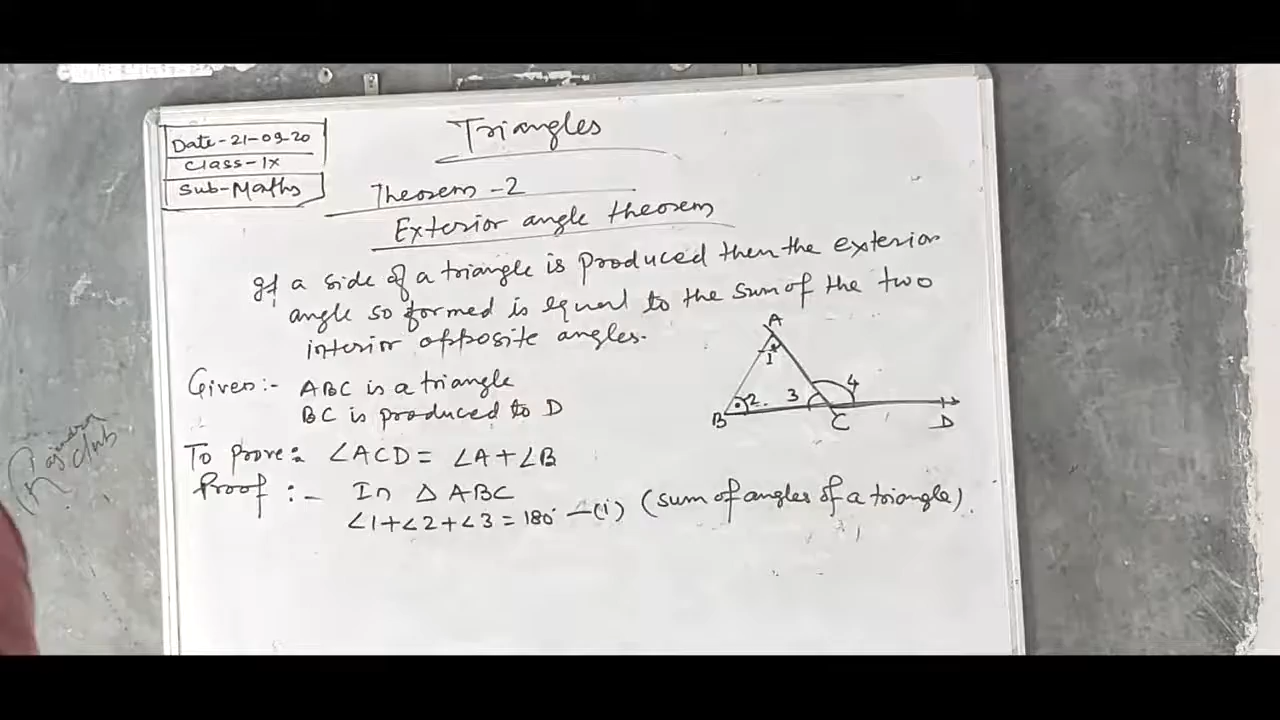 Date-21-09-20
Class-IX
Sub-Maths
Triangles
Theorem-2
Exterior angle theorem
If a side of a triangle is produced then the exterior
angle so formed is equal to the sum of the two
interior opposite angles.
A
1
2
3
4
B
C
D
Given:- ABC is a triangle
BC is produced to D
To prove: ∠ACD = ∠A+∠B
Proof :- In △ ABC
∠1+∠2+∠3=180° —(i) (sum of angles of a triangle).
Rajendra